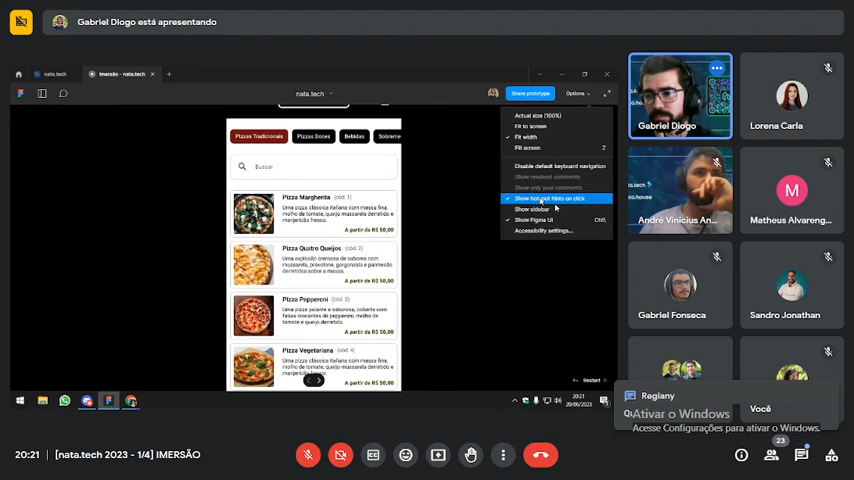 Gabriel Diogo está apresentando
nata.tech
Imersão - nata.tech
nata.tech
Share prototype
Options
Actual size (100%)
Fit to screen
Fit width
Fit screen
Z
Disable default keyboard navigation
Show resolved comments
Show only your comments
Show hotspot hints on click
Show sidebar
Show Figma UI
Ctrl\
Accessibility settings...
Pizzas Tradicionais
Pizzas Doces
Bebidas
Sobreme
Buscar
Pizza Margherita (cód. 1)
Uma pizza clássica italiana com massa fina, molho de tomate, queijo mussarela derretido e manjericão fresco.
A partir de R$ 50,00
Pizza Quatro Queijos (cód. 2)
Uma explosão cremosa de sabores com mussarela, provolone, gorgonzola e parmesão derretidos sobre a massa.
A partir de R$ 50,00
Pizza Pepperoni (cód. 3)
Uma pizza picante e saborosa, coberta com fatias crocantes de pepperoni, molho de tomate e queijo derretido.
A partir de R$ 50,00
Pizza Vegetariana (cód. 4)
Uma pizza clássica italiana com massa fina, molho de tomate, queijo mussarela derretido e manjericão fresco.
A partir de R$ 50,00
Restart
20:21
20/06/2023
Gabriel Diogo
Lorena Carla
André Vinicius An...
Matheus Alvareng...
Gabriel Fonseca
Sandro Jonathan
Regiany
Você
Ativar o Windows
Acesse Configurações para ativar o Windows.
20:21
[nata.tech 2023 - 1/4] IMERSÃO
23